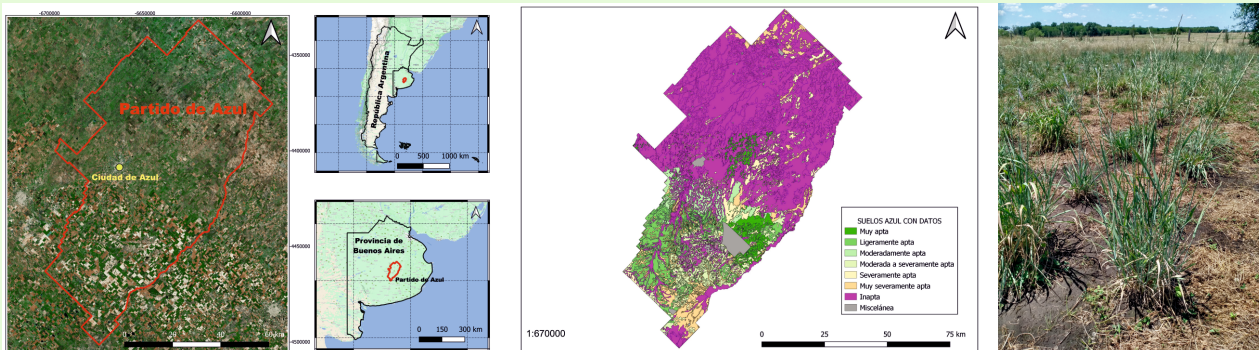 -6700000
-6650000
-6600000
Partido de Azul
Ciudad de Azul
0
20
40
60 km
-4350000
-4400000
-4450000
-4500000
República Argentina
0 500 1000 km
Provincia de
Buenos Aires
Partido de Azul
0 150 300 km
SUELOS AZUL CON DATOS
Muy apta
Ligeramente apta
Moderadamente apta
Moderada a severamente apta
Severamente apta
Muy severamente apta
Inapta
Miscelánea
1:670000
0 25 50 75 km